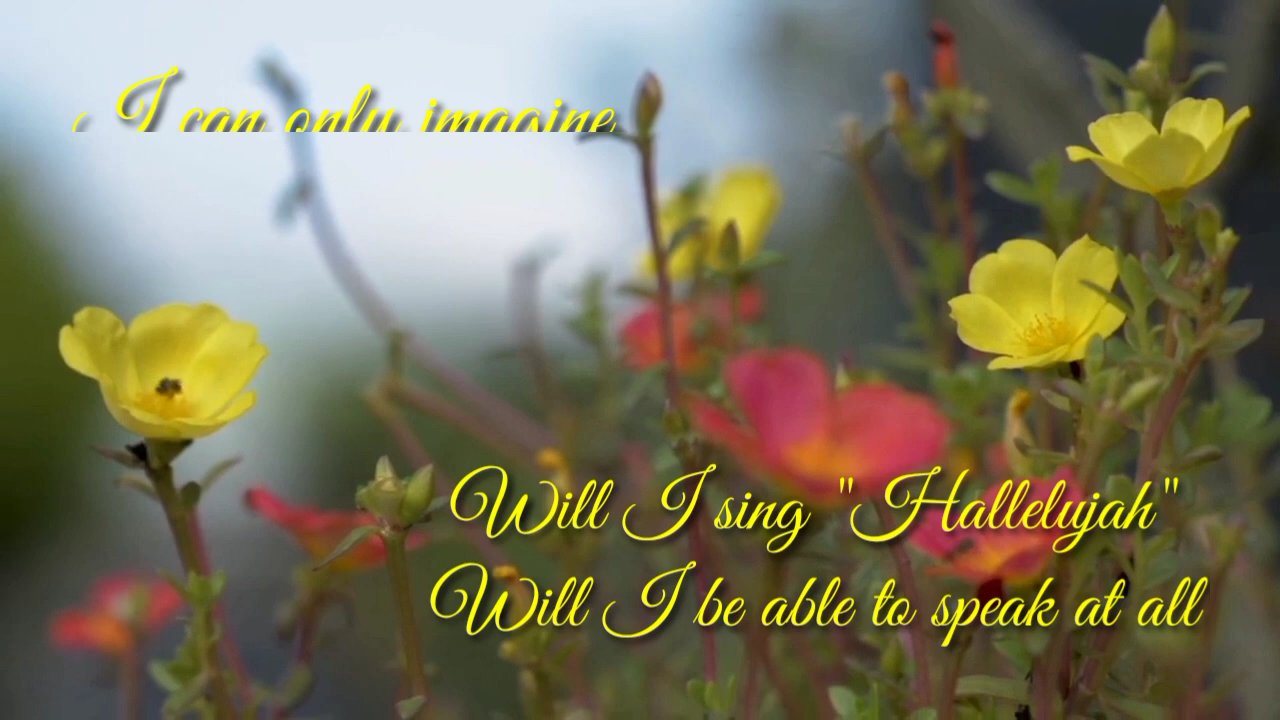 I can only imagine
Will I sing "Hallelujah"
Will I be able to speak at all